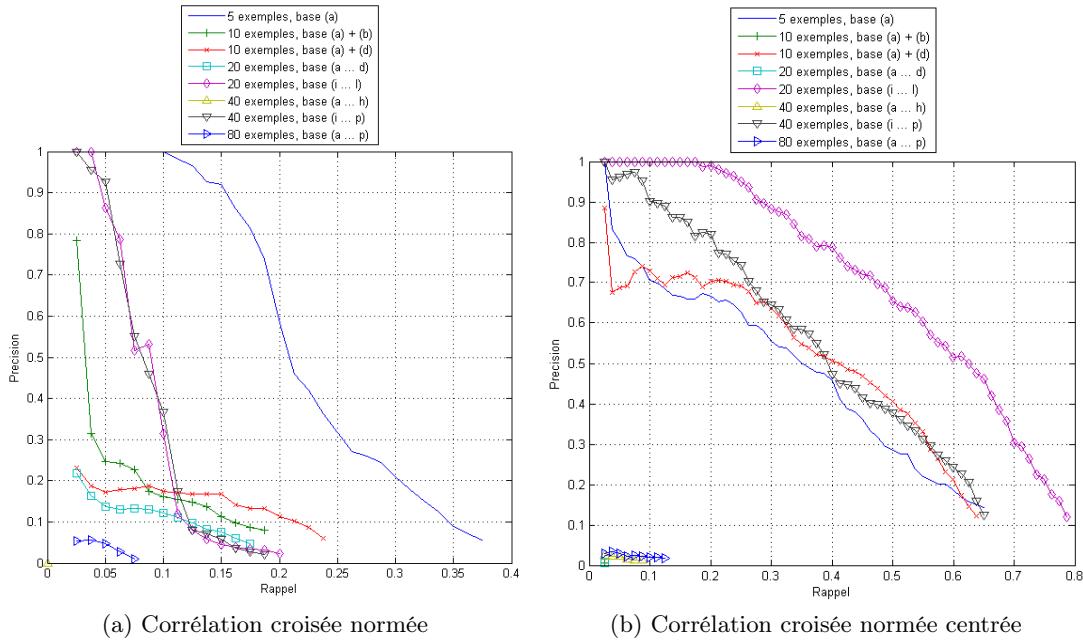 5 exemples, base (a)
10 exemples, base (a) + (b)
10 exemples, base (a) + (d)
20 exemples, base (a ... d)
20 exemples, base (i ... l)
40 exemples, base (a ... h)
40 exemples, base (i ... p)
80 exemples, base (a ... p)
1
0.9
0.8
0.7
0.6
0.5
0.4
0.3
0.2
0.1
0
Precision
0
0.05
0.1
0.15
0.2
0.25
0.3
0.35
0.4
Rappel
(a) Corrélation croisée normée
5 exemples, base (a)
10 exemples, base (a) + (b)
10 exemples, base (a) + (d)
20 exemples, base (a ... d)
20 exemples, base (i ... l)
40 exemples, base (a ... h)
40 exemples, base (i ... p)
80 exemples, base (a ... p)
1
0.9
0.8
0.7
0.6
0.5
0.4
0.3
0.2
0.1
0
Precision
0
0.1
0.2
0.3
0.4
0.5
0.6
0.7
0.8
Rappel
(b) Corrélation croisée normée centrée